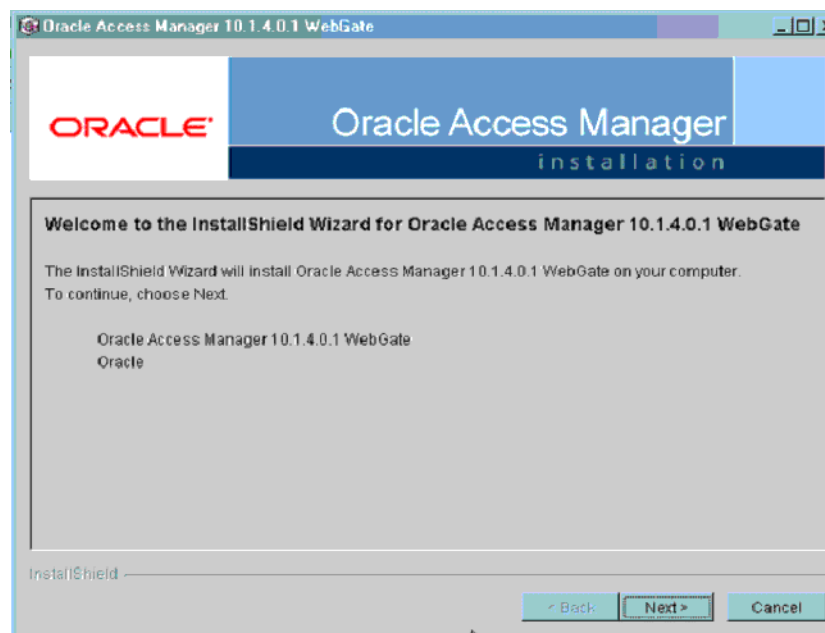 Oracle Access Manager 10.1.4.0.1 WebGate
ORACLE
Oracle Access Manager
installation
Welcome to the InstallShield Wizard for Oracle Access Manager 10.1.4.0.1 WebGate
The InstallShield Wizard will install Oracle Access Manager 10.1.4.0.1 WebGate on your computer.
To continue, choose Next.
Oracle Access Manager 10.1.4.0.1 WebGate
Oracle
InstallShield
< Back Next > Cancel